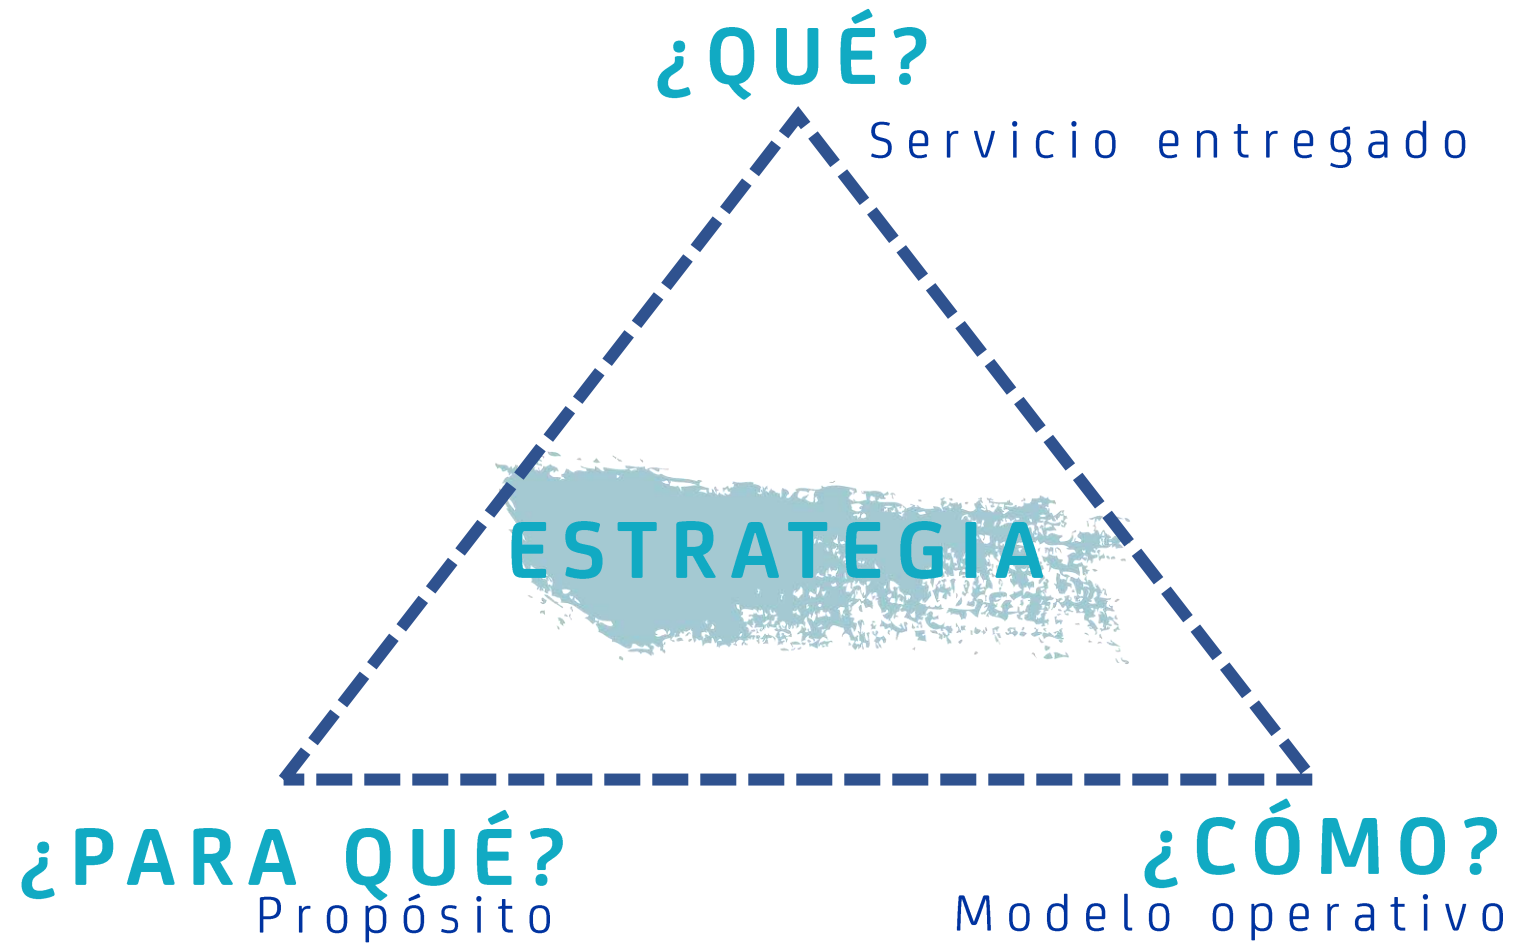 ¿QUÉ?
Servicio entregado
ESTRATEGIA
¿PARA QUÉ?
Propósito
¿CÓMO?
Modelo operativo